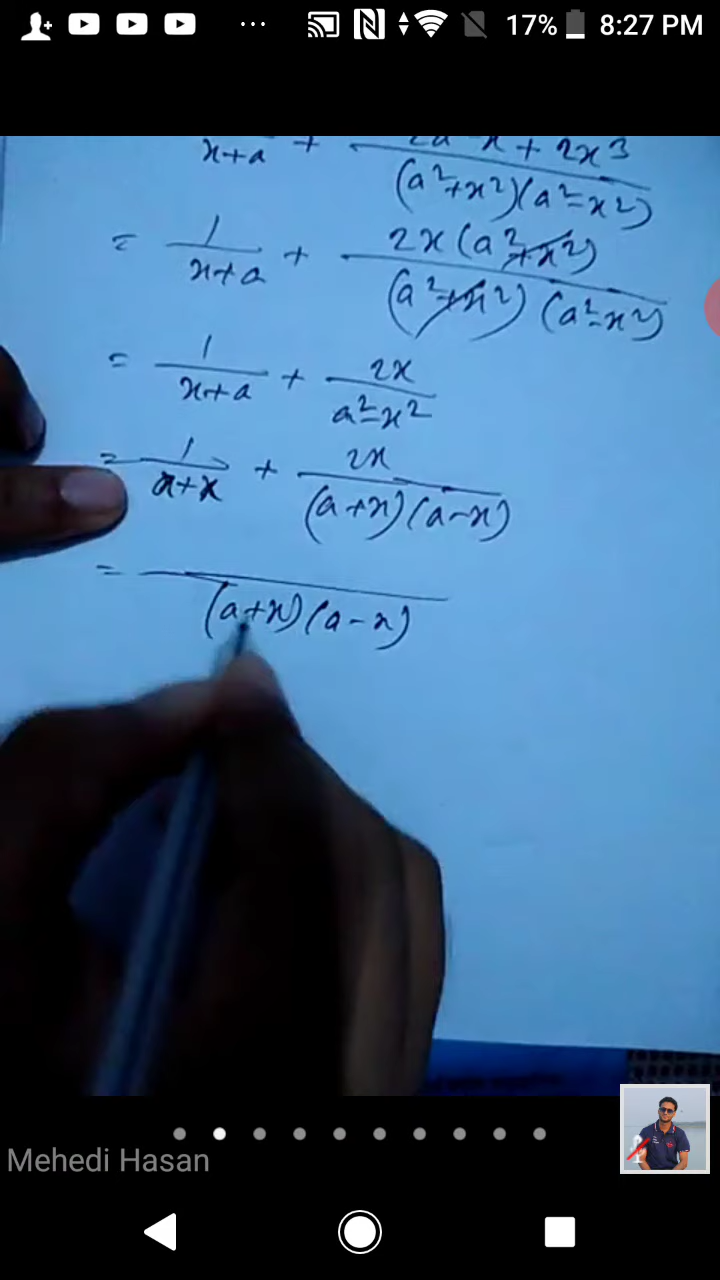 17% 8:27 PM
x+a + 2a²x + 2x³
(a²+x²)(a²-x²)
= 1/x+a + 2x(a²+x²)/(a²+x²)(a²-x²)
= 1/x+a + 2x/a²-x²
= 1/a+x + 2x/(a+x)(a-x)
= /(a+x)(a-x)
Mehedi Hasan